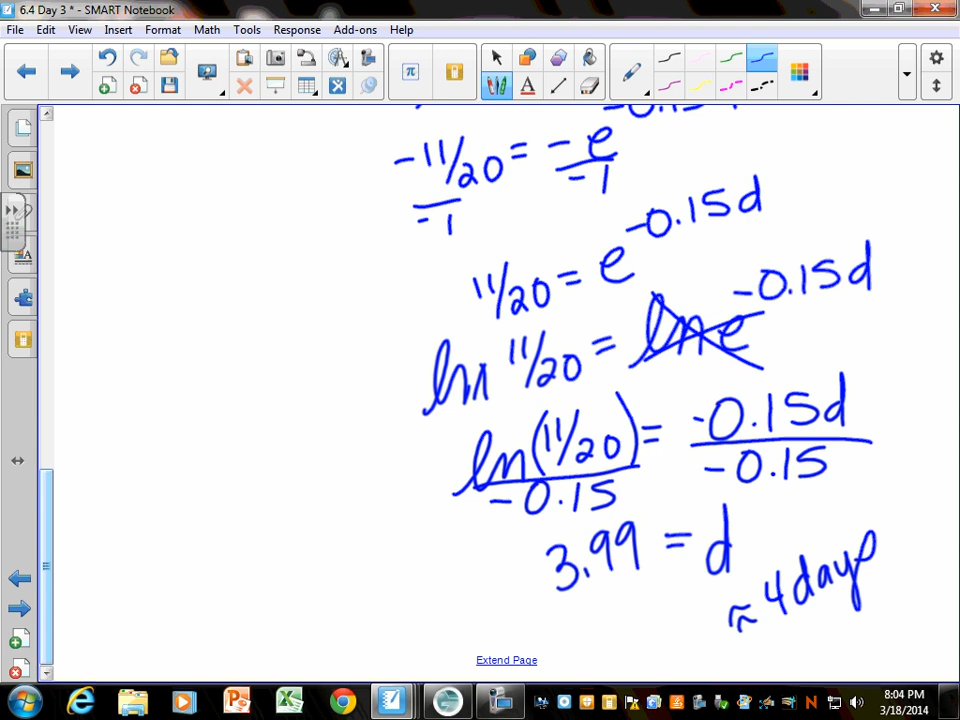 6.4 Day 3 * - SMART Notebook
File Edit View Insert Format Math Tools Response Add-ons Help
-11/20 = -e
-1 -1
11/20 = e^-0.15d
ln 11/20 = ln e^-0.15d
ln(11/20) = -0.15d
-0.15 -0.15
3.99 = d
≈ 4 days
Extend Page
8:04 PM
3/18/2014